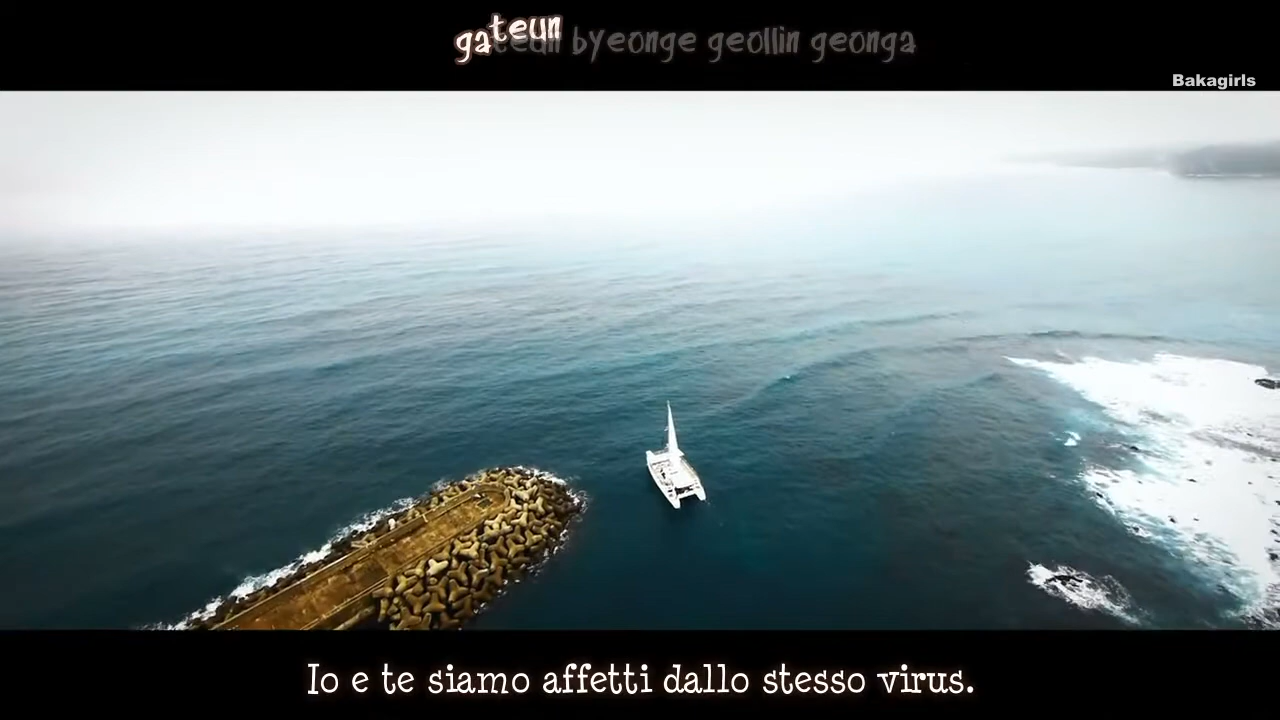 gateun byeonge geollin geonga
Bakagirls
Io e te siamo affetti dallo stesso virus.